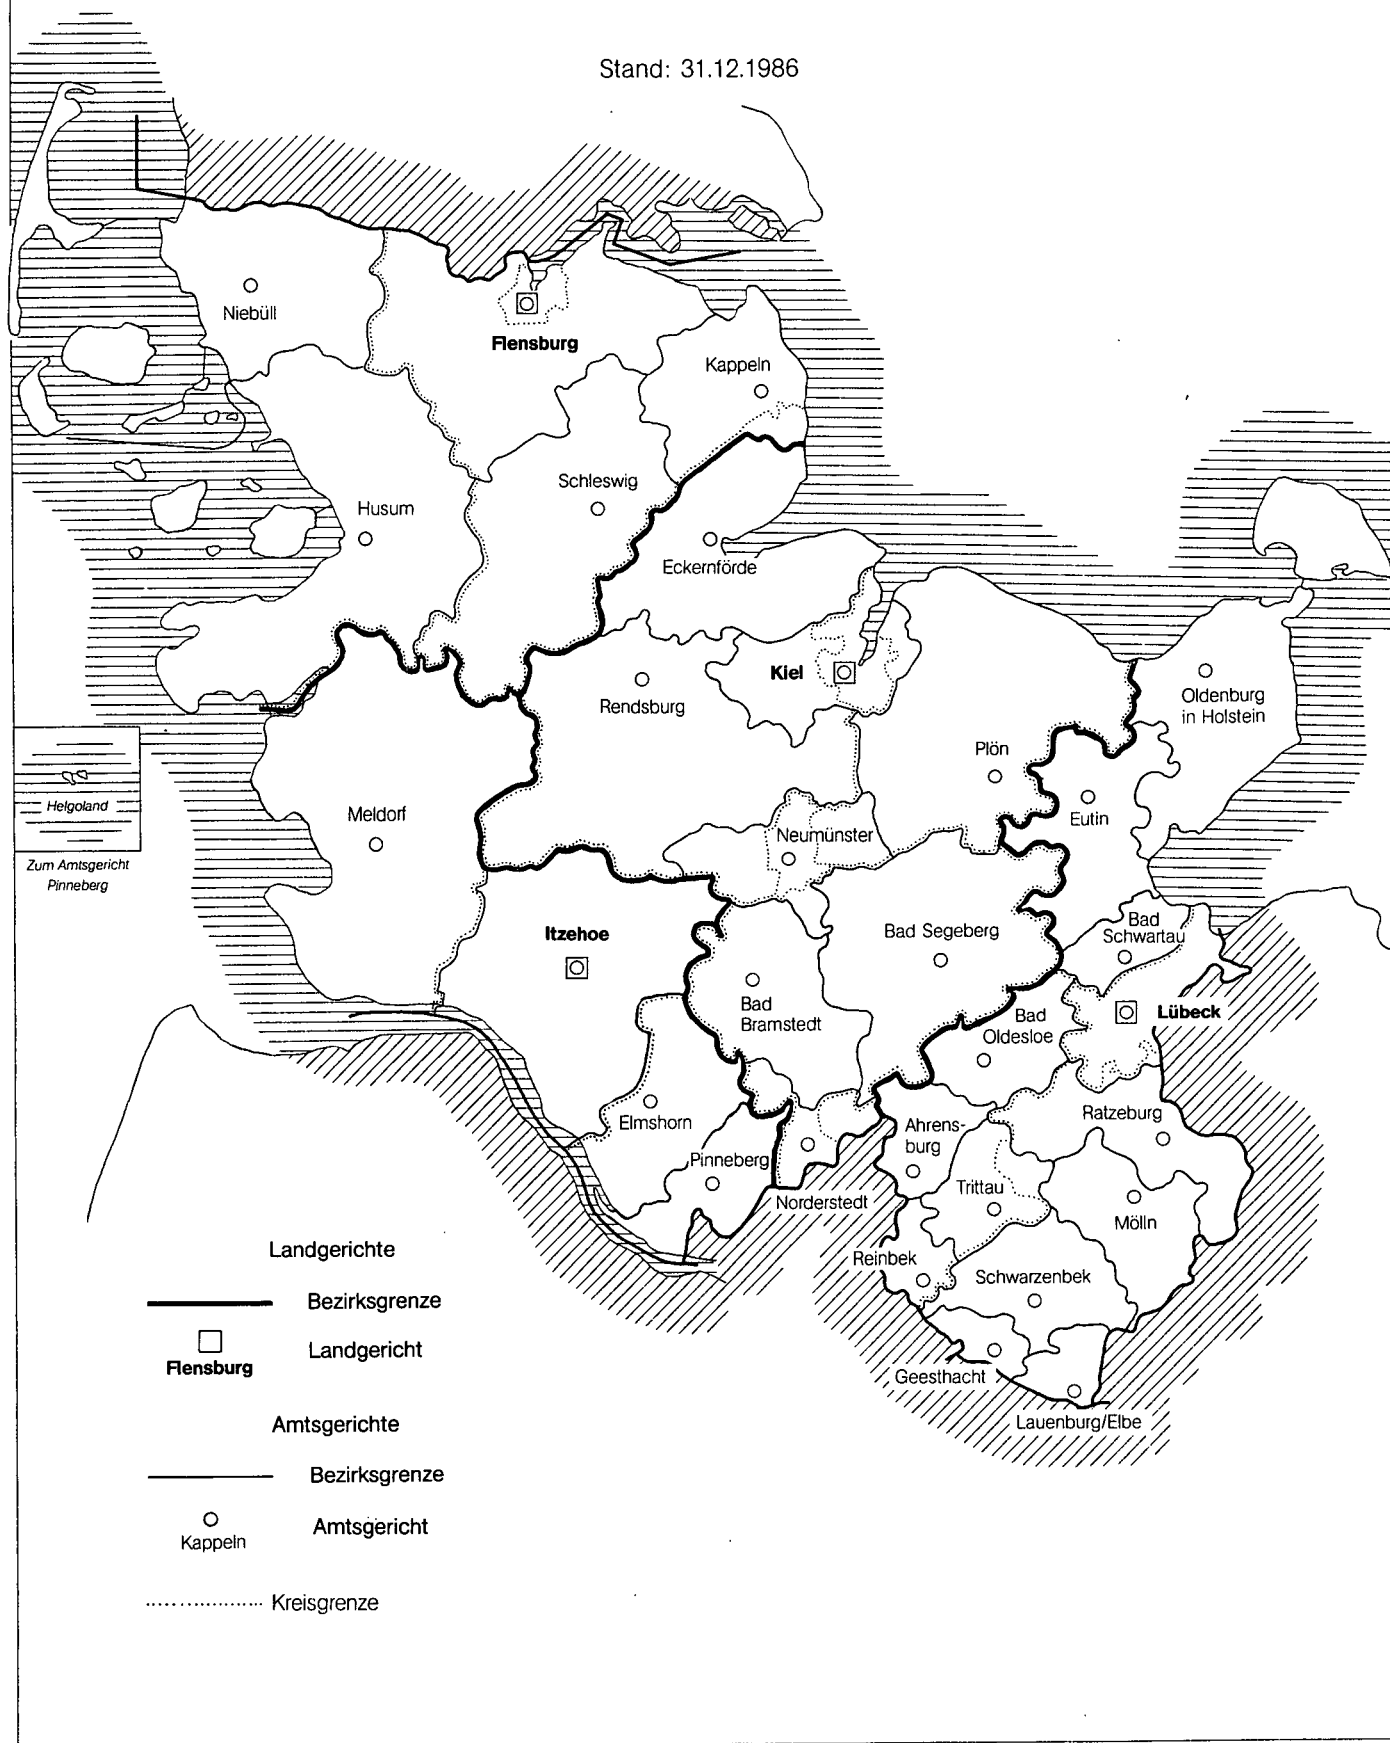 Stand: 31.12.1986
Niebüll
Flensburg
Kappeln
Schleswig
Husum
Eckernförde
Kiel
Rendsburg
Oldenburg
in Holstein
Plön
Helgoland
Zum Amtsgericht
Pinneberg
Meldorf
Eutin
Neumünster
Itzehoe
Bad Segeberg
Bad
Schwartau
Bad
Bramstedt
Bad
Oldesloe
Lübeck
Elmshorn
Ahrens-
burg
Ratzeburg
Pinneberg
Norderstedt
Trittau
Mölln
Reinbek
Schwarzenbek
Geesthacht
Lauenburg/Elbe
Landgerichte
Bezirksgrenze
Landgericht
Flensburg
Amtsgerichte
Bezirksgrenze
Amtsgericht
Kappeln
Kreisgrenze